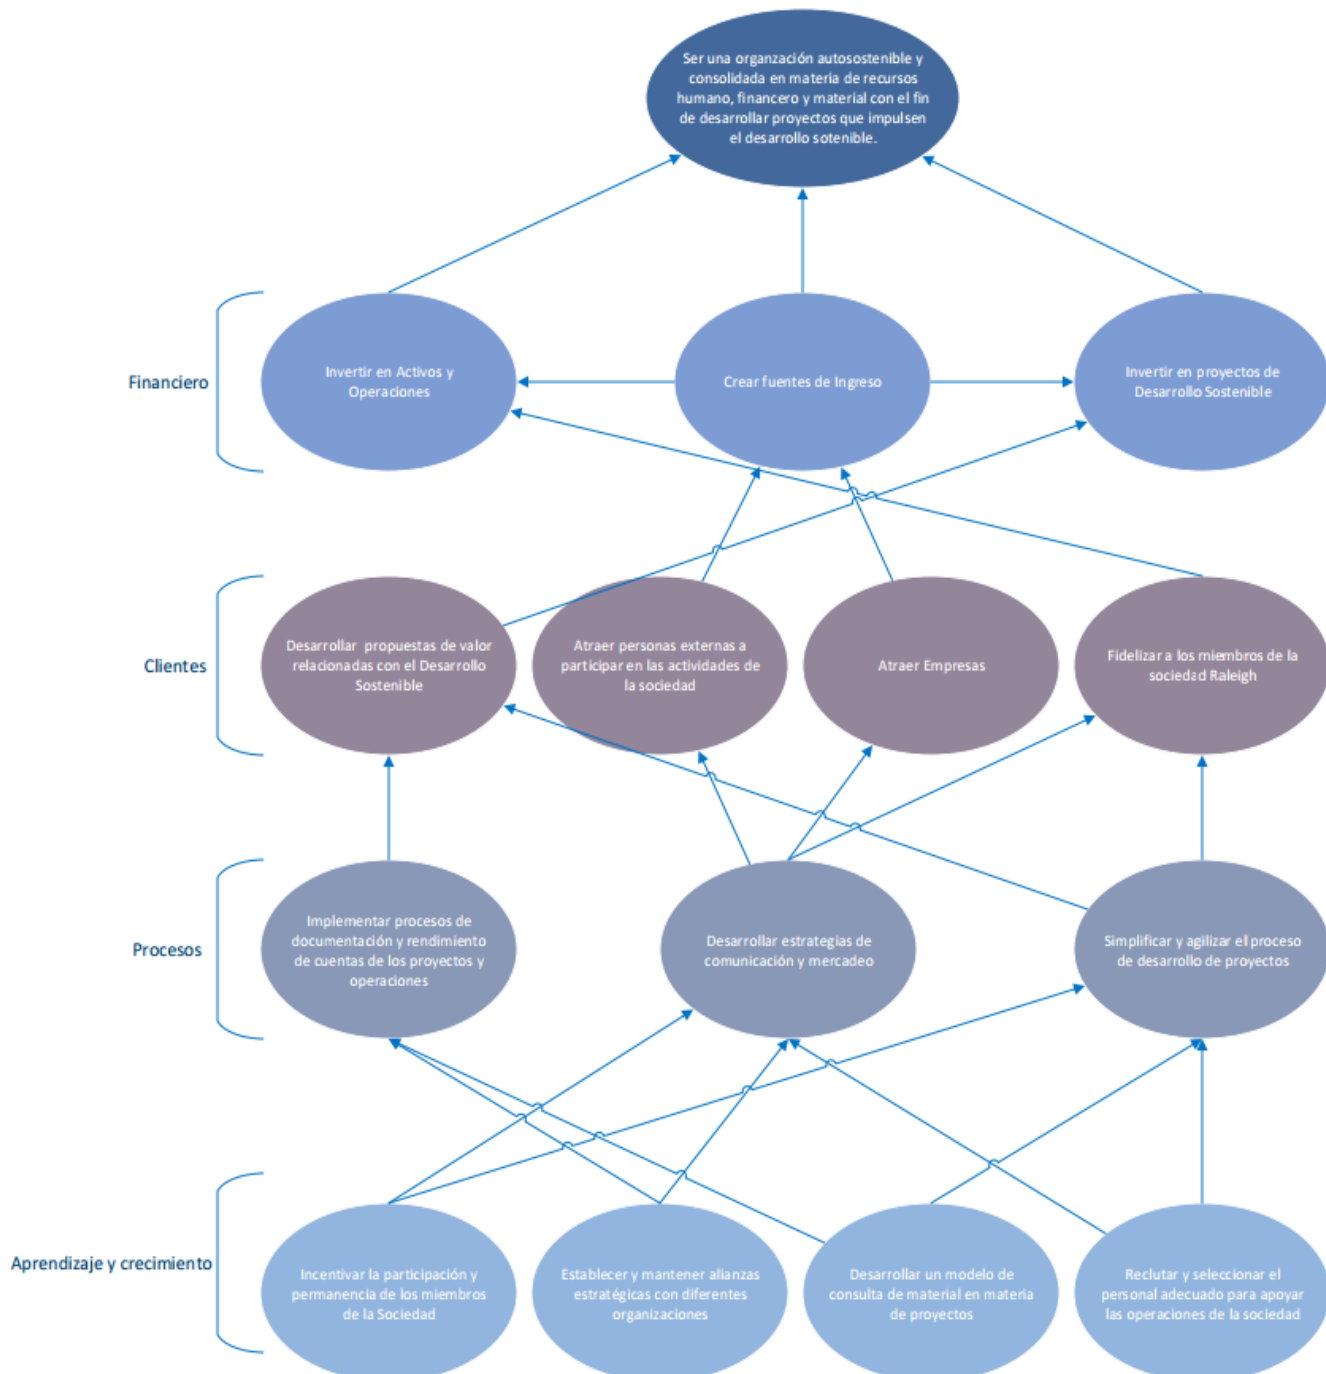 Ser una organzación autosostenible y
consolidada en materia de recursos
humano, financero y material con el fin
de desarrollar proyectos que impulsen
el desarrollo sotenible.
Financiero
Invertir en Activos y
Operaciones
Crear fuentes de Ingreso
Invertir en proyectos de
Desarrollo Sostenible
Clientes
Desarrollar propuestas de valor
relacionadas con el Desarrollo
Sostenible
Atraer personas externas a
participar en las actividades de
la sociedad
Atraer Empresas
Fidelizar a los miembros de la
sociedad Raleigh
Procesos
Implementar procesos de
documentación y rendimiento
de cuentas de los proyectos y
operaciones
Desarrollar estrategias de
comunicación y mercadeo
Simplificar y agilizar el proceso
de desarrollo de proyectos
Aprendizaje y crecimiento
Incentivar la participación y
permanencia de los miembros
de la Sociedad
Establecer y mantener alianzas
estratégicas con diferentes
organizaciones
Desarrollar un modelo de
consulta de material en materia
de proyectos
Reclutar y seleccionar el
personal adecuado para apoyar
las operaciones de la sociedad